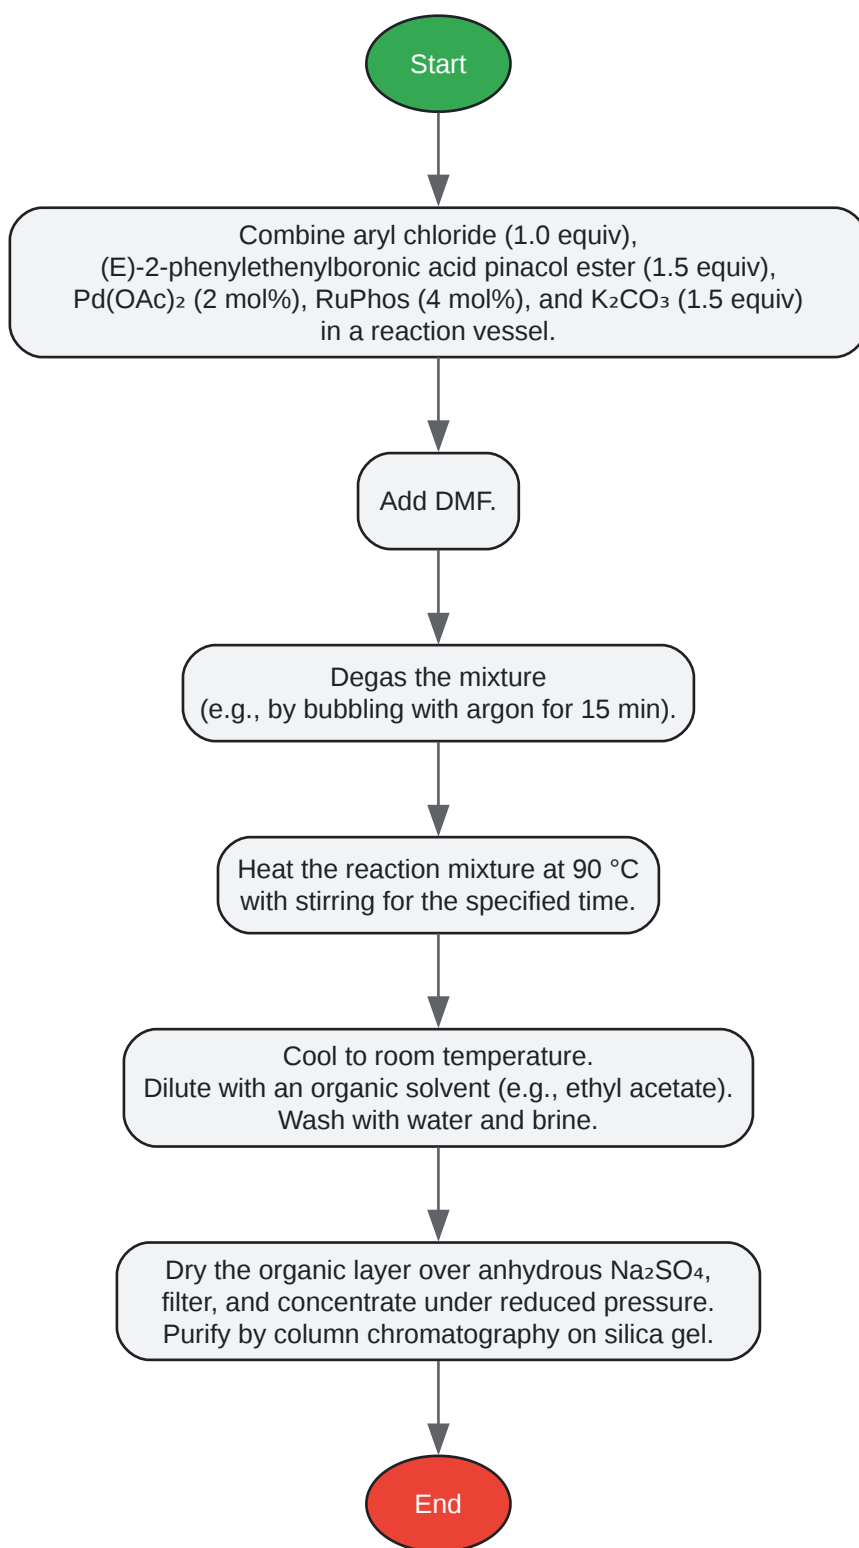 Start
Combine aryl chloride (1.0 equiv),
(E)-2-phenylethenylboronic acid pinacol ester (1.5 equiv),
Pd(OAc)₂ (2 mol%), RuPhos (4 mol%), and K₂CO₃ (1.5 equiv)
in a reaction vessel.
Add DMF.
Degas the mixture
(e.g., by bubbling with argon for 15 min).
Heat the reaction mixture at 90 °C
with stirring for the specified time.
Cool to room temperature.
Dilute with an organic solvent (e.g., ethyl acetate).
Wash with water and brine.
Dry the organic layer over anhydrous Na₂SO₄,
filter, and concentrate under reduced pressure.
Purify by column chromatography on silica gel.
End